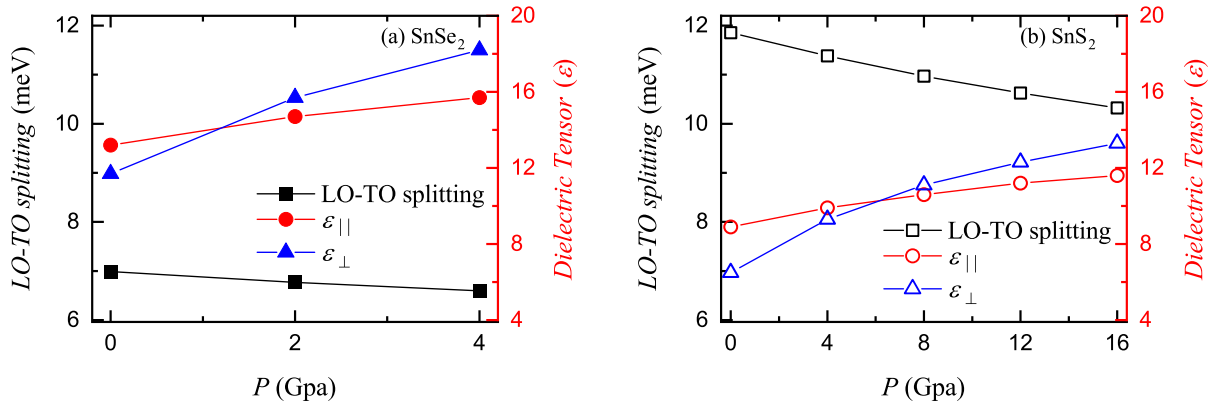 (a) SnSe₂
12
10
8
6
LO-TO splitting (meV)
20
16
12
8
4
Dielectric Tensor (ε)
LO-TO splitting
ε||
ε⊥
0 2 4
P (Gpa)
(b) SnS₂
12
10
8
6
LO-TO splitting (meV)
20
16
12
8
4
Dielectric Tensor (ε)
LO-TO splitting
ε||
ε⊥
0 4 8 12 16
P (Gpa)